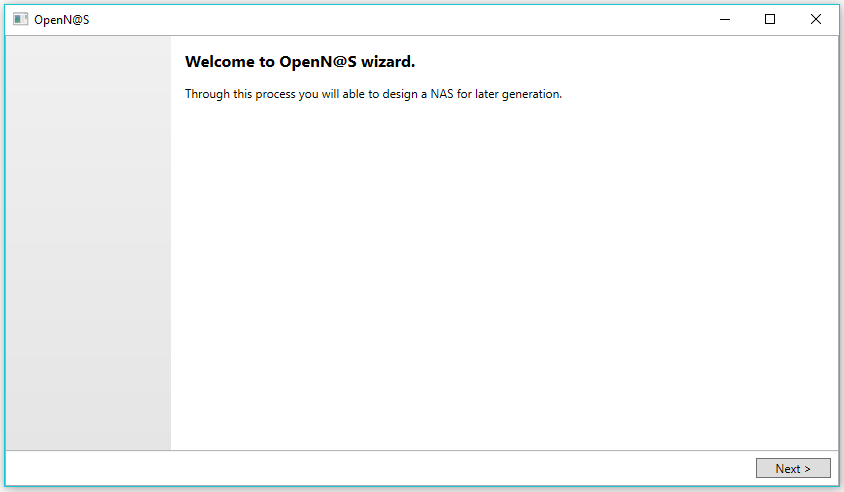 OpenN@S
Welcome to OpenN@S wizard.
Through this process you will able to design a NAS for later generation.
Next >